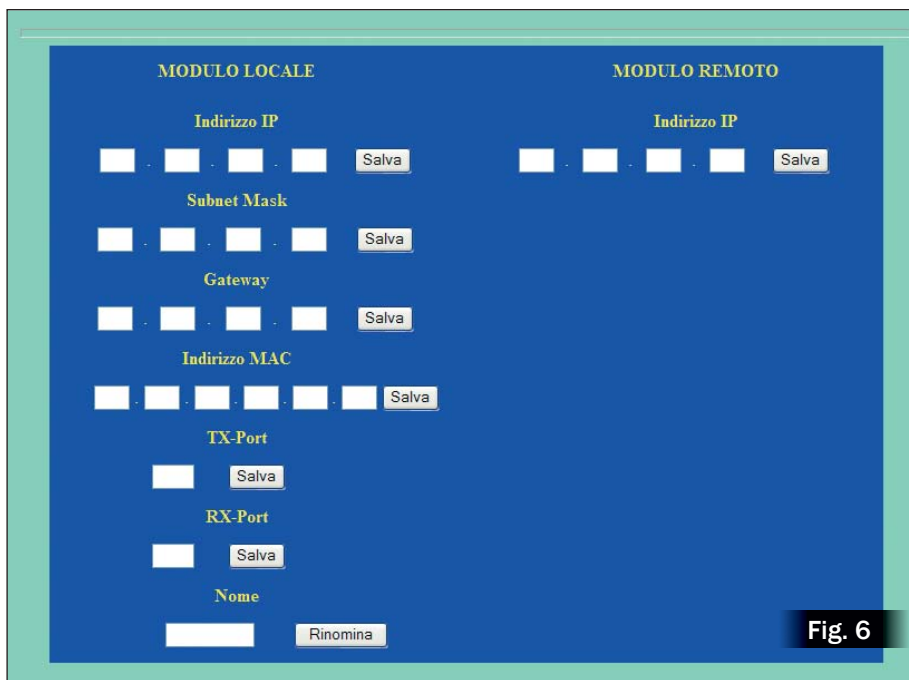 MODULO LOCALE
Indirizzo IP
. . . Salva
Subnet Mask
. . . Salva
Gateway
. . . Salva
Indirizzo MAC
. . . . . Salva
TX-Port
Salva
RX-Port
Salva
Nome
Rinomina
MODULO REMOTO
Indirizzo IP
. . . Salva
Fig. 6